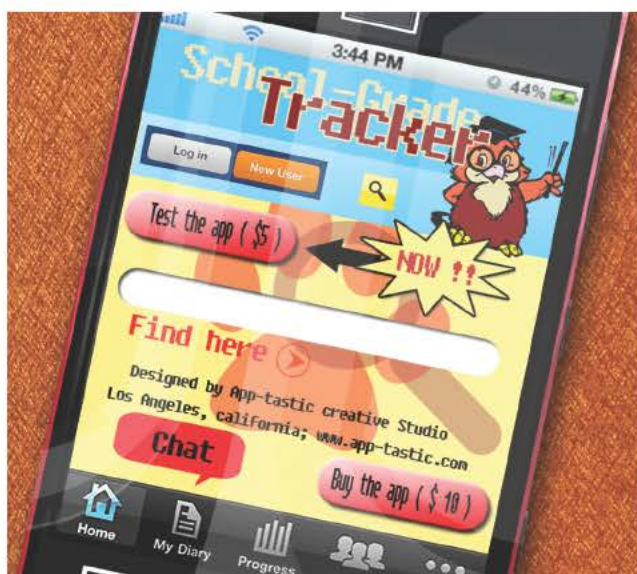 3:44 PM
44%
School-Grade
Tracker
Log in
New User
Test the app ( $5 )
NOW !!
Find here
Designed by App-tastic creative Studio
Los Angeles, california; www.app-tastic.com
Chat
Buy the app ( $ 10 )
Home
My Diary
Progress